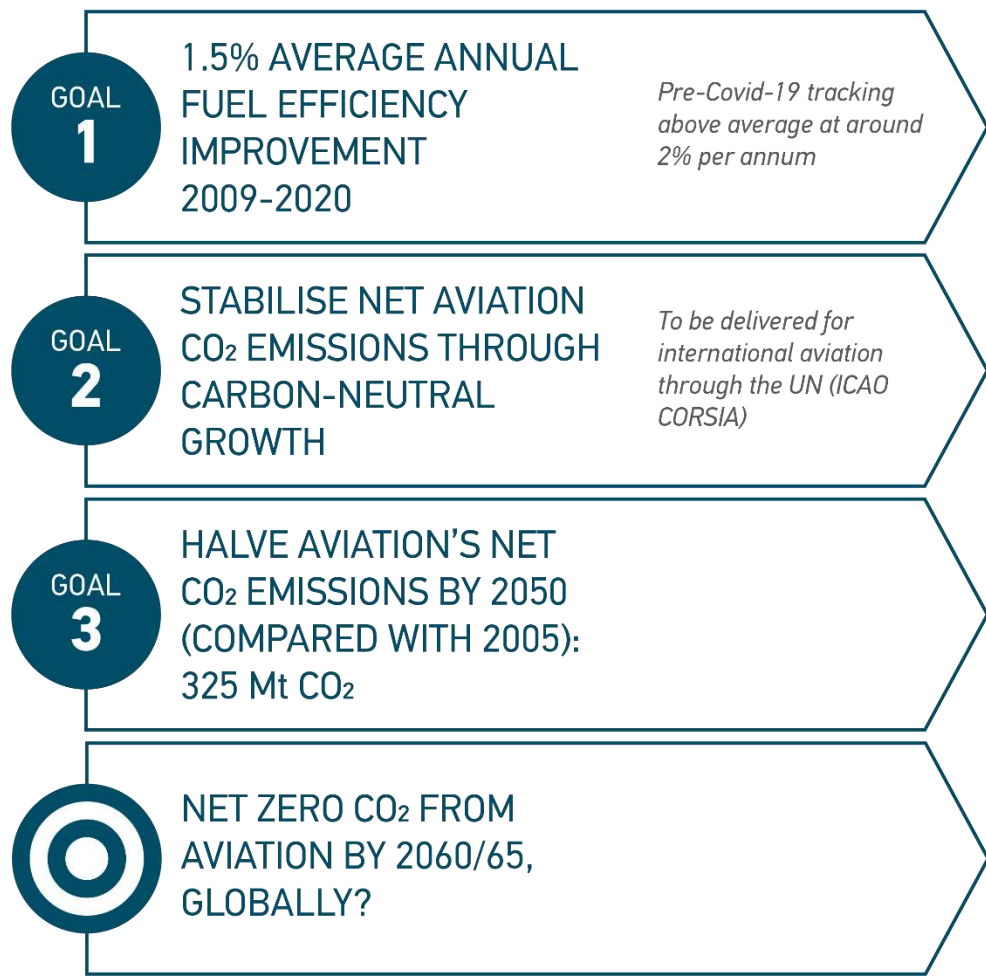 GOAL
1
1.5% AVERAGE ANNUAL
FUEL EFFICIENCY
IMPROVEMENT
2009-2020
Pre-Covid-19 tracking
above average at around
2% per annum
GOAL
2
STABILISE NET AVIATION
CO₂ EMISSIONS THROUGH
CARBON-NEUTRAL
GROWTH
To be delivered for
international aviation
through the UN (ICAO
CORSIA)
GOAL
3
HALVE AVIATION’S NET
CO₂ EMISSIONS BY 2050
(COMPARED WITH 2005):
325 Mt CO₂
NET ZERO CO₂ FROM
AVIATION BY 2060/65,
GLOBALLY?